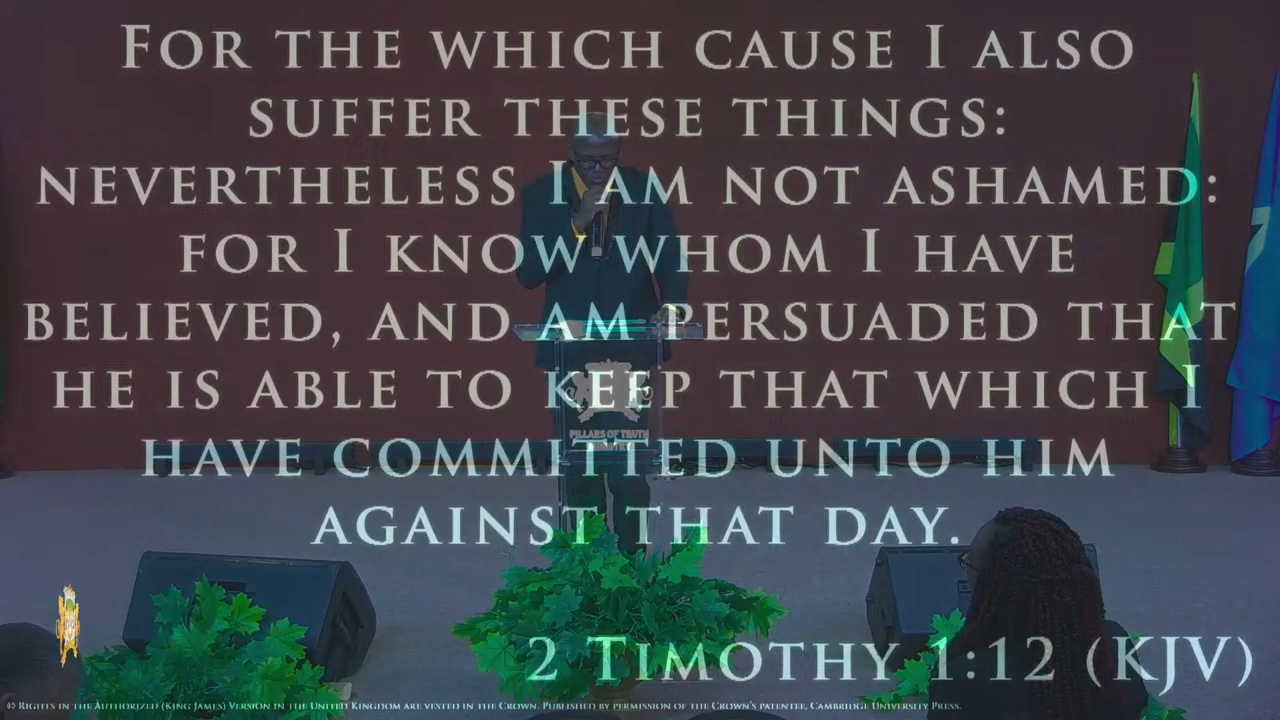 For the which cause I also
suffer these things:
nevertheless I am not ashamed:
for I know whom I have
believed, and am persuaded that
he is able to keep that which I
have committed unto him
against that day.
PILLARS OF TRUTH
2 Timothy 1:12 (KJV)
© Rights in the Authorized (King James) Version in the United Kingdom are vested in the Crown. Published by permission of the Crown's patentee, Cambridge University Press.